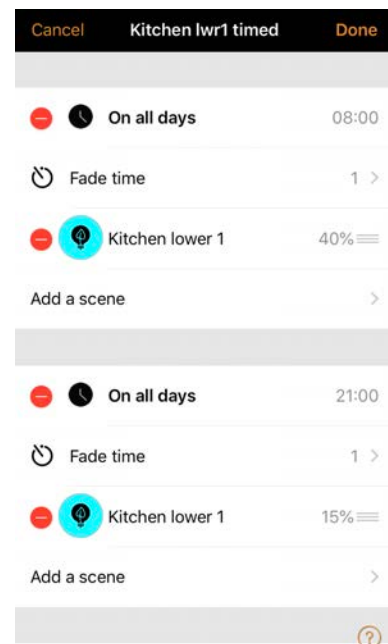 Cancel Kitchen lwr1 timed Done
On all days 08:00
Fade time 1
Kitchen lower 1 40%
Add a scene
On all days 21:00
Fade time 1
Kitchen lower 1 15%
Add a scene
?